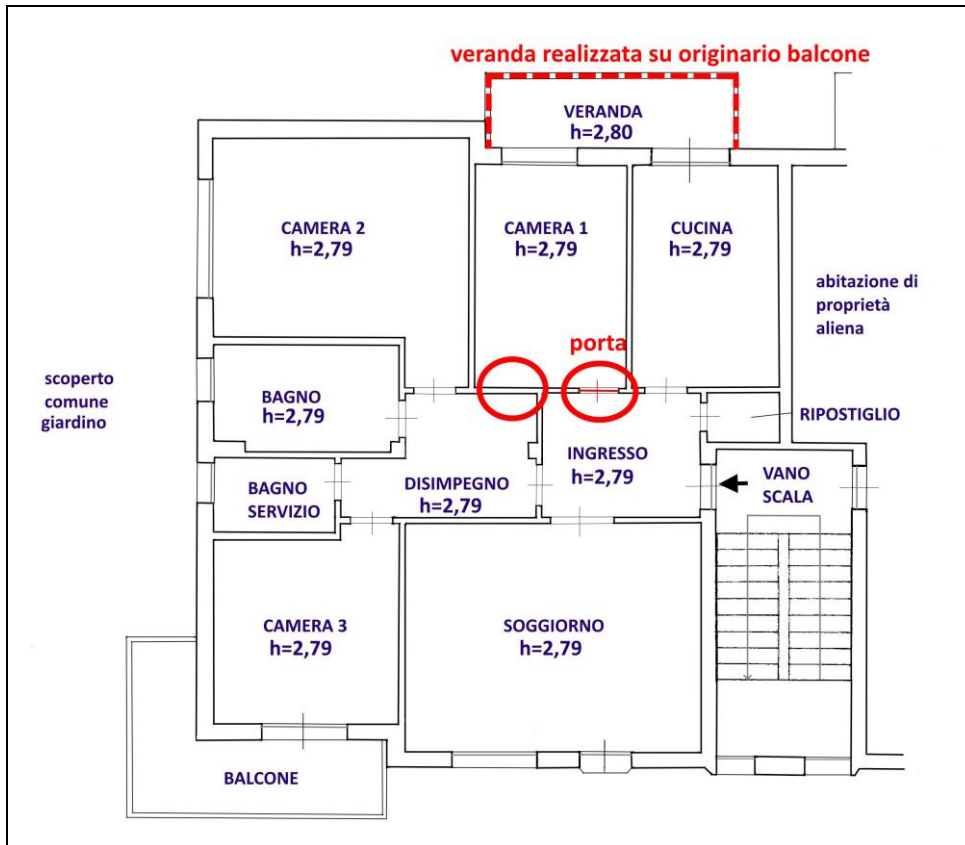 veranda realizzata su originario balcone
VERANDA
h=2,80
CAMERA 2
h=2,79
CAMERA 1
h=2,79
CUCINA
h=2,79
abitazione di
proprietà
aliena
porta
scoperto
comune
giardino
BAGNO
h=2,79
RIPOSTIGLIO
INGRESSO
h=2,79
VANO
SCALA
BAGNO
SERVIZIO
DISIMPEGNO
h=2,79
CAMERA 3
h=2,79
SOGGIORNO
h=2,79
BALCONE